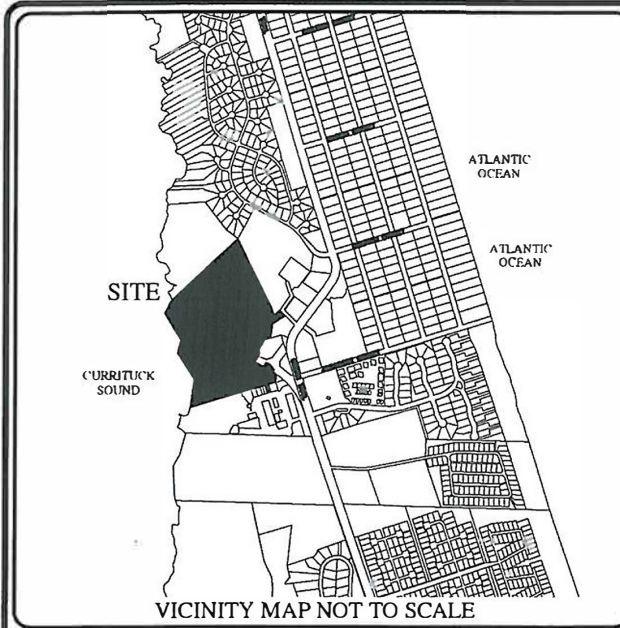 ATLANTIC
OCEAN
ATLANTIC
OCEAN
SITE
CURRITUCK
SOUND
VICINITY MAP NOT TO SCALE